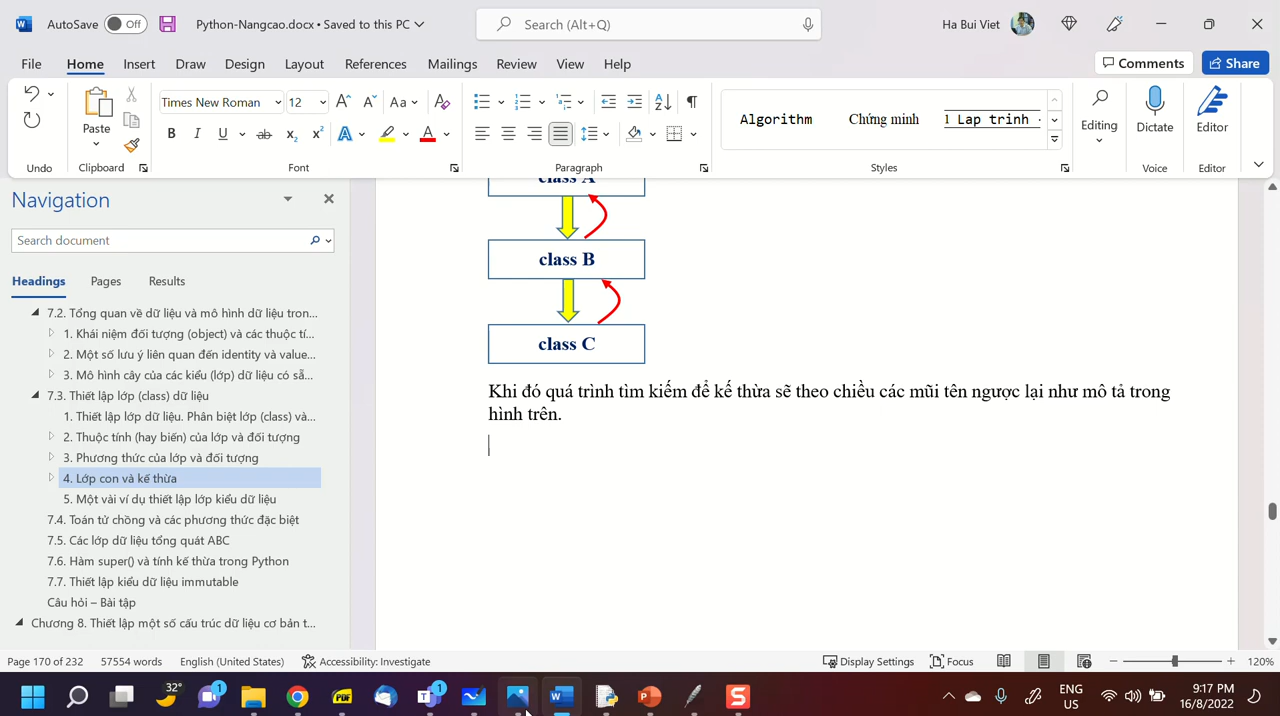 AutoSave Off Python-Nangcao.docx • Saved to this PC Search (Alt+Q) Ha Bui Viet
File Home Insert Draw Design Layout References Mailings Review View Help Comments Share
Times New Roman 12 Aa
Paste
B I U ab x₂ x² A A
Algorithm Chứng minh 1 Lap trinh
Editing Dictate Editor
Undo Clipboard Font Paragraph Styles Voice Editor
Navigation
Search document
Headings Pages Results
7.2. Tổng quan về dữ liệu và mô hình dữ liệu tron...
1. Khái niệm đối tượng (object) và các thuộc tí...
2. Một số lưu ý liên quan đến identity và value...
3. Mô hình cây của các kiểu (lớp) dữ liệu có sẵ...
7.3. Thiết lập lớp (class) dữ liệu
1. Thiết lập lớp dữ liệu. Phân biệt lớp (class) và...
2. Thuộc tính (hay biến) của lớp và đối tượng
3. Phương thức của lớp và đối tượng
4. Lớp con và kế thừa
5. Một vài ví dụ thiết lập lớp kiểu dữ liệu
7.4. Toán tử chồng và các phương thức đặc biệt
7.5. Các lớp dữ liệu tổng quát ABC
7.6. Hàm super() và tính kế thừa trong Python
7.7. Thiết lập kiểu dữ liệu immutable
Câu hỏi – Bài tập
Chương 8. Thiết lập một số cấu trúc dữ liệu cơ bản t...
class A
class B
class C
Khi đó quá trình tìm kiếm để kế thừa sẽ theo chiều các mũi tên ngược lại như mô tả trong
hình trên.
Page 170 of 232 57554 words English (United States) Accessibility: Investigate Display Settings Focus 120%
32° 1 PDF T 1 W P S ENG 9:17 PM
US 16/8/2022